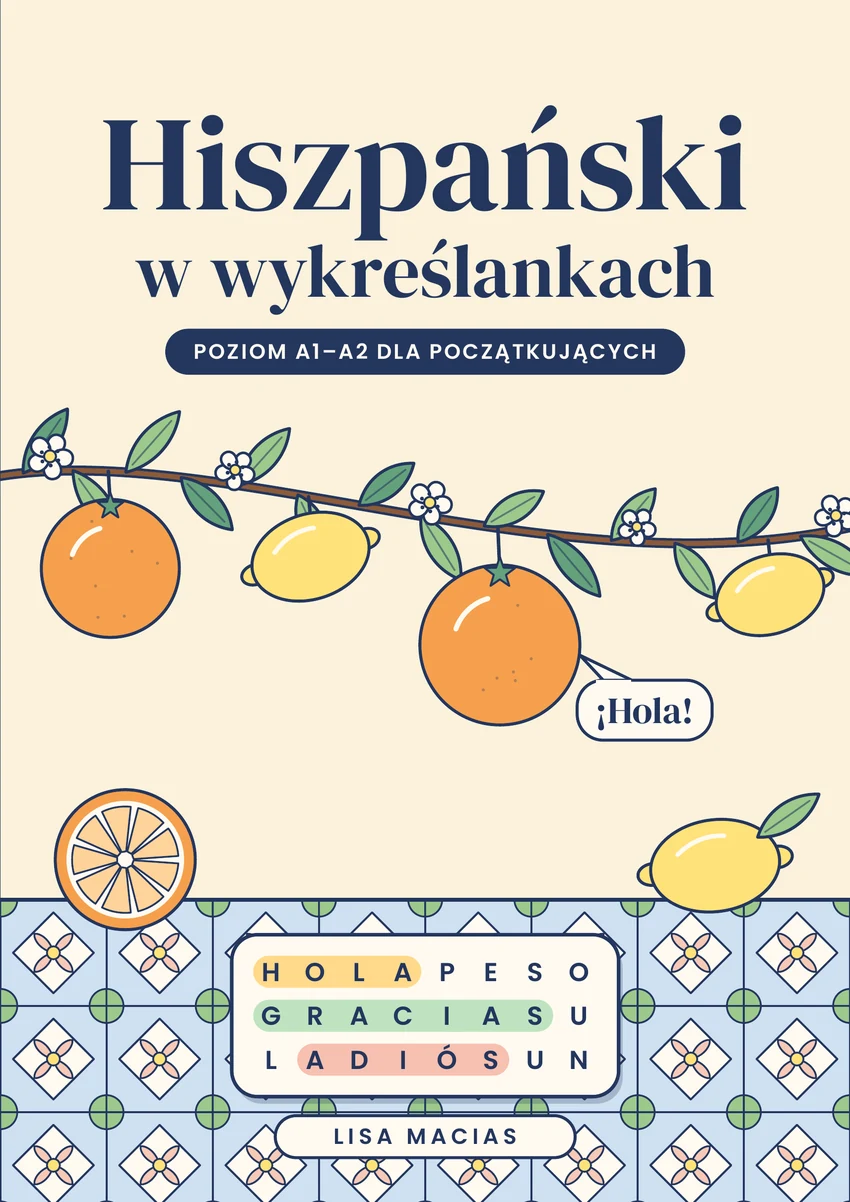 Hiszpański
w wykreślankach
POZIOM A1–A2 DLA POCZĄTKUJĄCYCH
¡Hola!
H O L A P E S O
G R A C I A S U
L A D I Ó S U N
LISA MACIAS